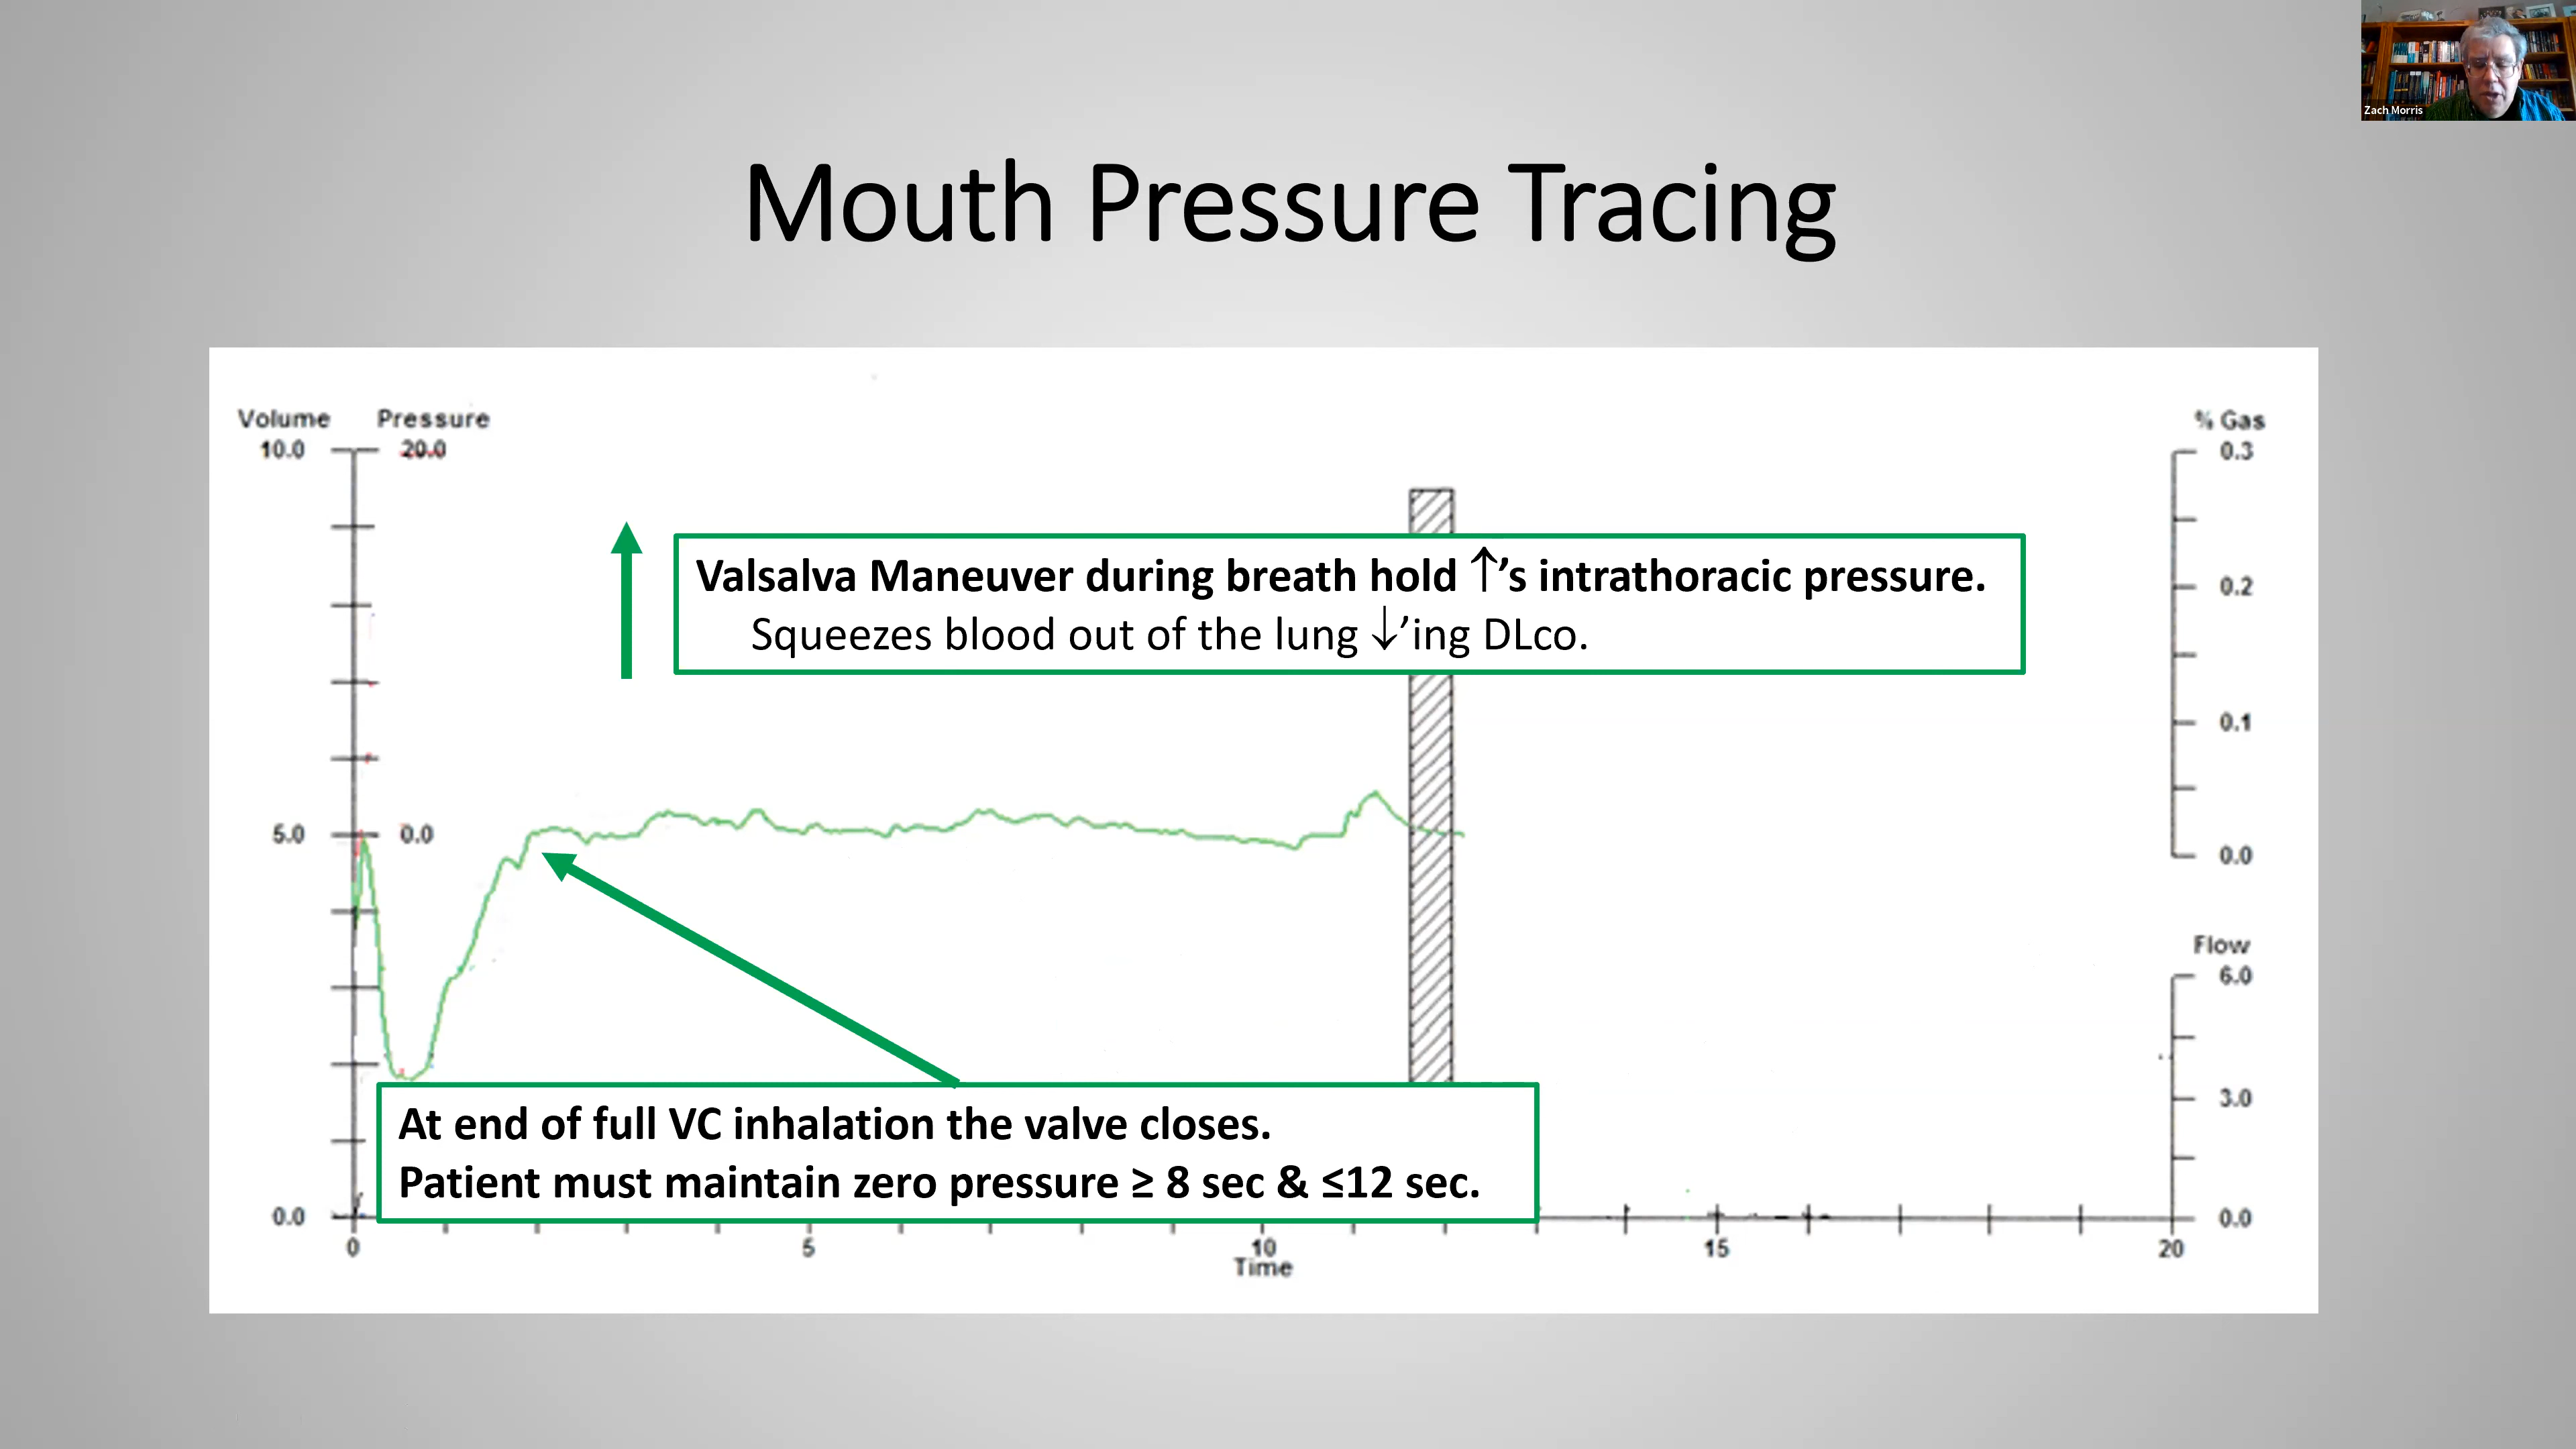 Zach Morris
Mouth Pressure Tracing
Volume Pressure
% Gas
10.0 20.0
0.3
Valsalva Maneuver during breath hold ↑’s intrathoracic pressure.
Squeezes blood out of the lung ↓’ing DLco.
0.2
0.1
5.0 0.0
0.0
Flow
6.0
3.0
At end of full VC inhalation the valve closes.
Patient must maintain zero pressure ≥ 8 sec & ≤12 sec.
0.0
0.0
0 5 10 15 20
Time